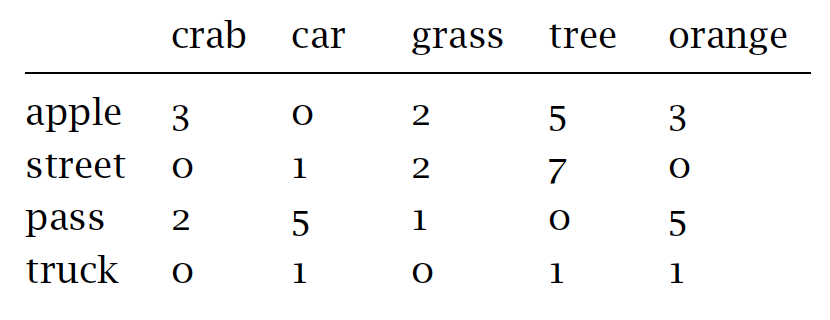 crab car grass tree orange
apple 3 0 2 5 3
street 0 1 2 7 0
pass 2 5 1 0 5
truck 0 1 0 1 1